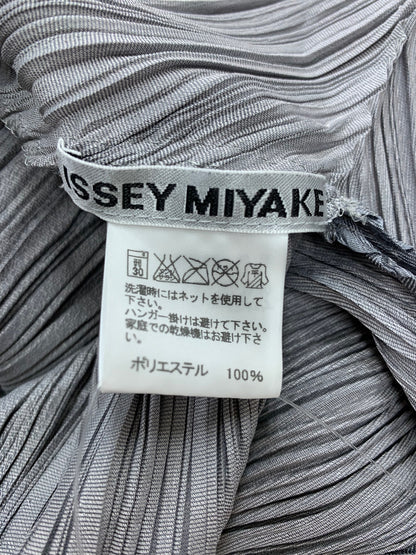 ISSEY MIYAKE
30
洗濯時にはネットを使用して
下さい。
ハンガー掛けは避けて下さい。
家庭での乾燥機はお避け下さ
い。
ポリエステル 100%